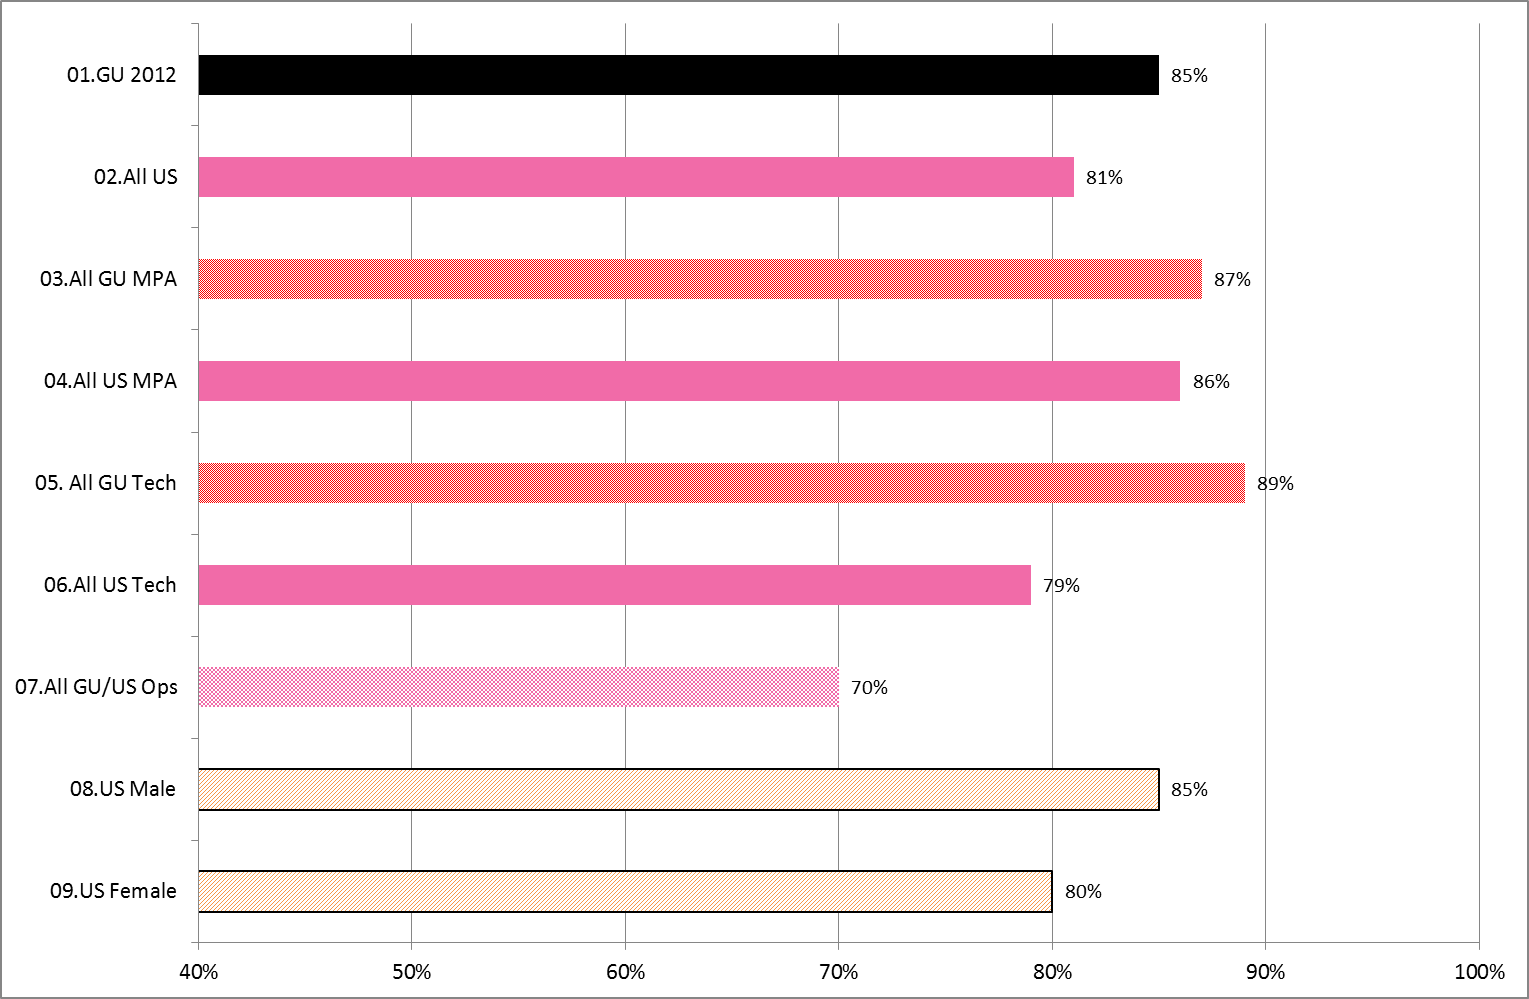 01.GU 2012 85%
02.All US 81%
03.All GU MPA 87%
04.All US MPA 86%
05. All GU Tech 89%
06.All US Tech 79%
07.All GU/US Ops 70%
08.US Male 85%
09.US Female 80%
40% 50% 60% 70% 80% 90% 100%